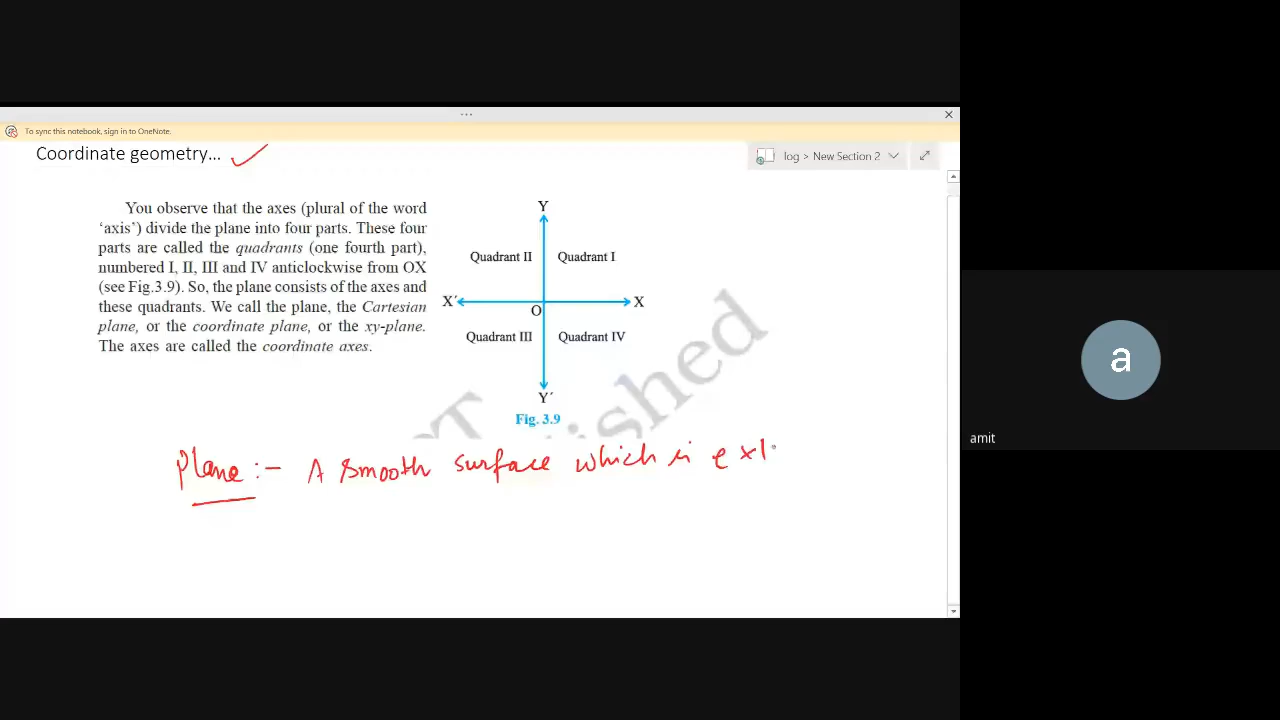 To sync this notebook, sign in to OneNote.
Coordinate geometry...
log > New Section 2
You observe that the axes (plural of the word
‘axis’) divide the plane into four parts. These four
parts are called the quadrants (one fourth part),
numbered I, II, III and IV anticlockwise from OX
(see Fig.3.9). So, the plane consists of the axes and
these quadrants. We call the plane, the Cartesian
plane, or the coordinate plane, or the xy-plane.
The axes are called the coordinate axes.
Y
Quadrant II Quadrant I
X´ X
O
Quadrant III Quadrant IV
Y´
Fig. 3.9
ished
Plane :- A smooth surface which is ext
a
amit